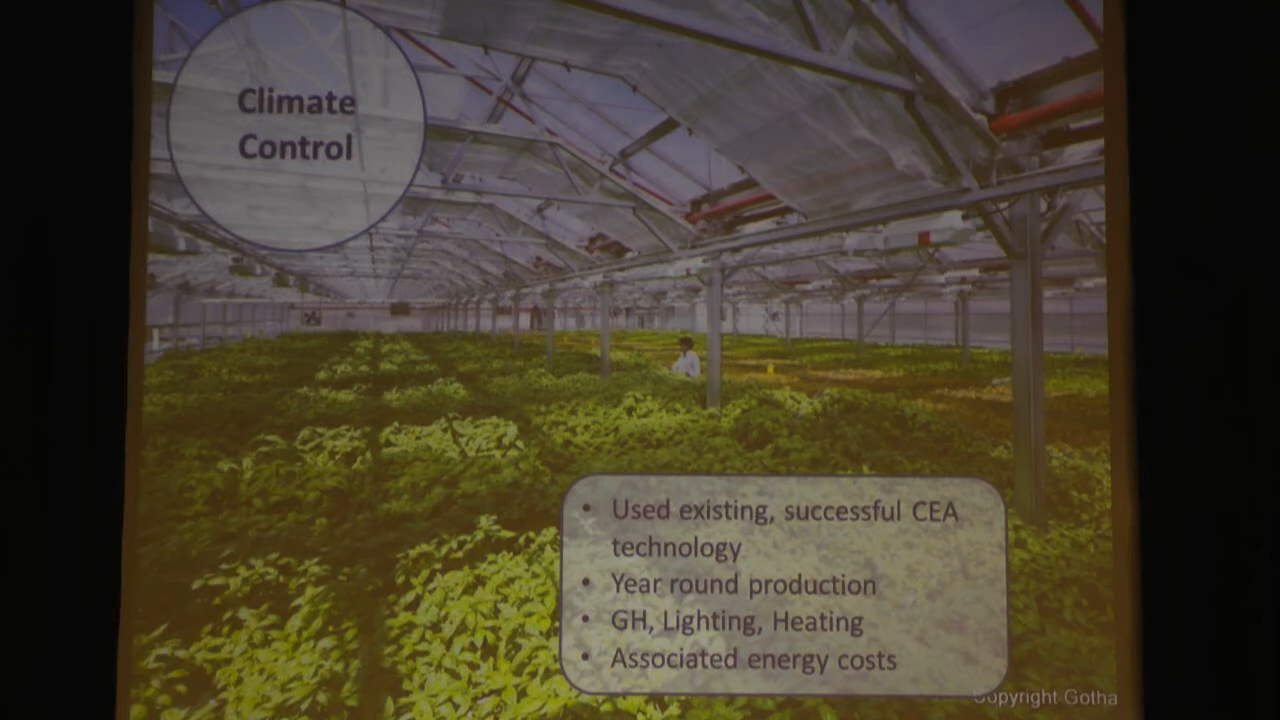 Climate
Control
• Used existing, successful CEA
technology
• Year round production
• GH, Lighting, Heating
• Associated energy costs
Copyright Gotha